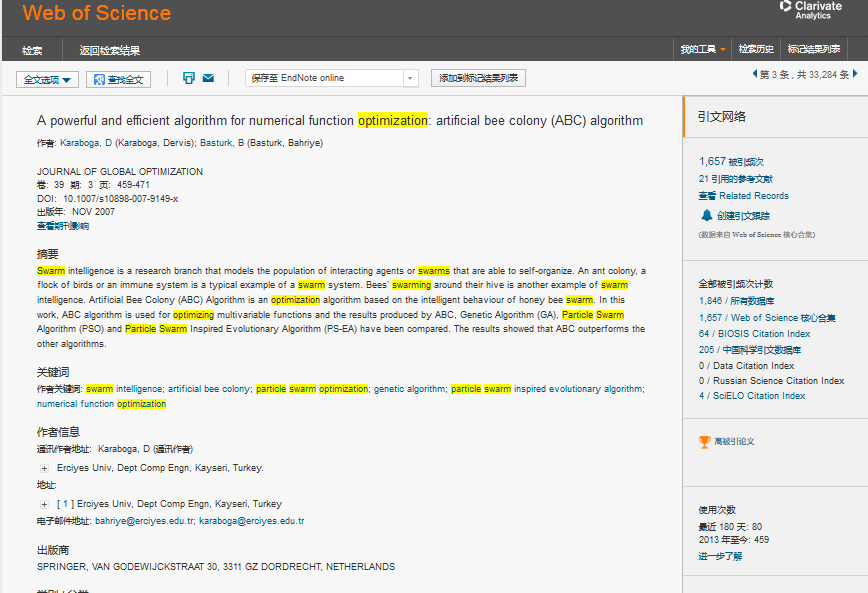 Web of Science
Clarivate
Analytics
检索
返回检索结果
我的工具
检索历史
标记结果列表
全文选项
查找全文
保存至 EndNote online
添加到标记结果列表
第 3 条，共 33,284 条
A powerful and efficient algorithm for numerical function optimization: artificial bee colony (ABC) algorithm
作者: Karaboga, D (Karaboga, Dervis); Basturk, B (Basturk, Bahriye)
JOURNAL OF GLOBAL OPTIMIZATION
卷: 39 期: 3 页: 459-471
DOI: 10.1007/s10898-007-9149-x
出版年: NOV 2007
查看期刊影响
摘要
Swarm intelligence is a research branch that models the population of interacting agents or swarms that are able to self-organize. An ant colony, a
flock of birds or an immune system is a typical example of a swarm system. Bees' swarming around their hive is another example of swarm
intelligence. Artificial Bee Colony (ABC) Algorithm is an optimization algorithm based on the intelligent behaviour of honey bee swarm. In this
work, ABC algorithm is used for optimizing multivariable functions and the results produced by ABC, Genetic Algorithm (GA), Particle Swarm
Algorithm (PSO) and Particle Swarm Inspired Evolutionary Algorithm (PS-EA) have been compared. The results showed that ABC outperforms the
other algorithms.
关键词
作者关键词: swarm intelligence; artificial bee colony; particle swarm optimization; genetic algorithm; particle swarm inspired evolutionary algorithm;
numerical function optimization
作者信息
通讯作者地址: Karaboga, D (通讯作者)
Erciyes Univ, Dept Comp Engn, Kayseri, Turkey.
地址:
[ 1 ] Erciyes Univ, Dept Comp Engn, Kayseri, Turkey
电子邮件地址: bahriye@erciyes.edu.tr; karaboga@erciyes.edu.tr
出版商
SPRINGER, VAN GODEWIJCKSTRAAT 30, 3311 GZ DORDRECHT, NETHERLANDS
引文网络
1,657 被引频次
21 引用的参考文献
查看 Related Records
创建引文跟踪
(数据来自 Web of Science 核心合集)
全部被引频次计数
1,846 / 所有数据库
1,657 / Web of Science 核心合集
64 / BIOSIS Citation Index
205 / 中国科学引文数据库
0 / Data Citation Index
0 / Russian Science Citation Index
4 / SciELO Citation Index
高被引论文
使用次数
最近 180 天: 80
2013 年至今: 459
进一步了解